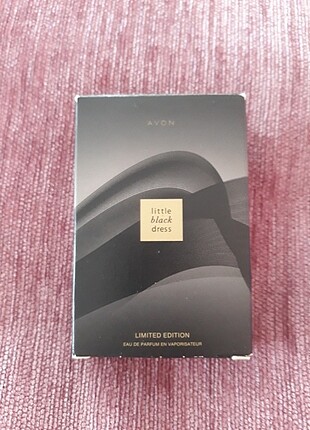 AVON
little
black
dress
LIMITED EDITION
EAU DE PARFUM EN VAPORISATEUR